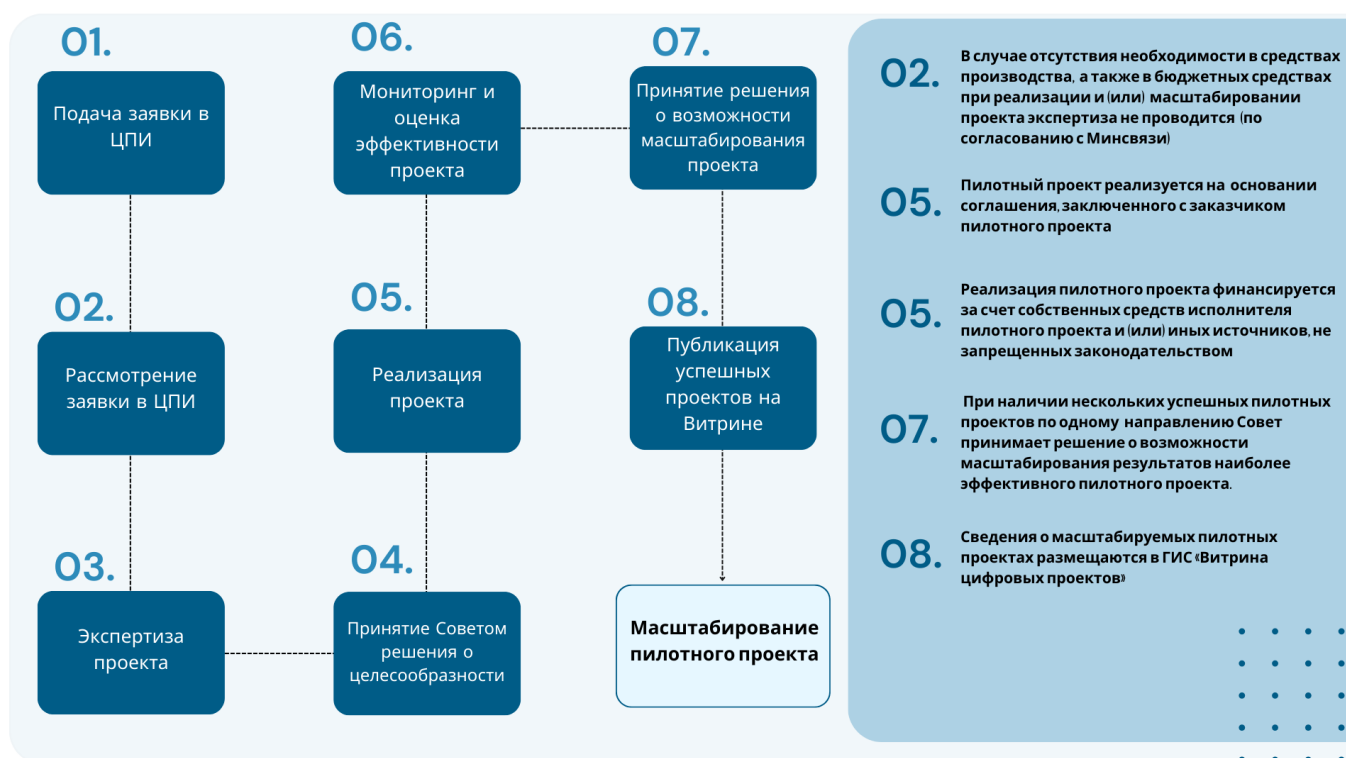 01.
Подача заявки в
ЦПИ
02.
Рассмотрение
заявки в ЦПИ
03.
Экспертиза
проекта
04.
Принятие Советом
решения о
целесообразности
05.
Реализация
проекта
06.
Мониторинг и
оценка
эффективности
проекта
07.
Принятие решения
о возможности
масштабирования
проекта
08.
Публикация
успешных
проектов на
Витрине
Масштабирование
пилотного проекта
02.
В случае отсутствия необходимости в средствах
производства, а также в бюджетных средствах
при реализации и (или) масштабировании
проекта экспертиза не проводится (по
согласованию с Минсвязи)
05.
Пилотный проект реализуется на основании
соглашения, заключенного с заказчиком
пилотного проекта
05.
Реализация пилотного проекта финансируется
за счет собственных средств исполнителя
пилотного проекта и (или) иных источников, не
запрещенных законодательством
07.
При наличии нескольких успешных пилотных
проектов по одному направлению Совет
принимает решение о возможности
масштабирования результатов наиболее
эффективного пилотного проекта.
08.
Сведения о масштабируемых пилотных
проектах размещаются в ГИС «Витрина
цифровых проектов»